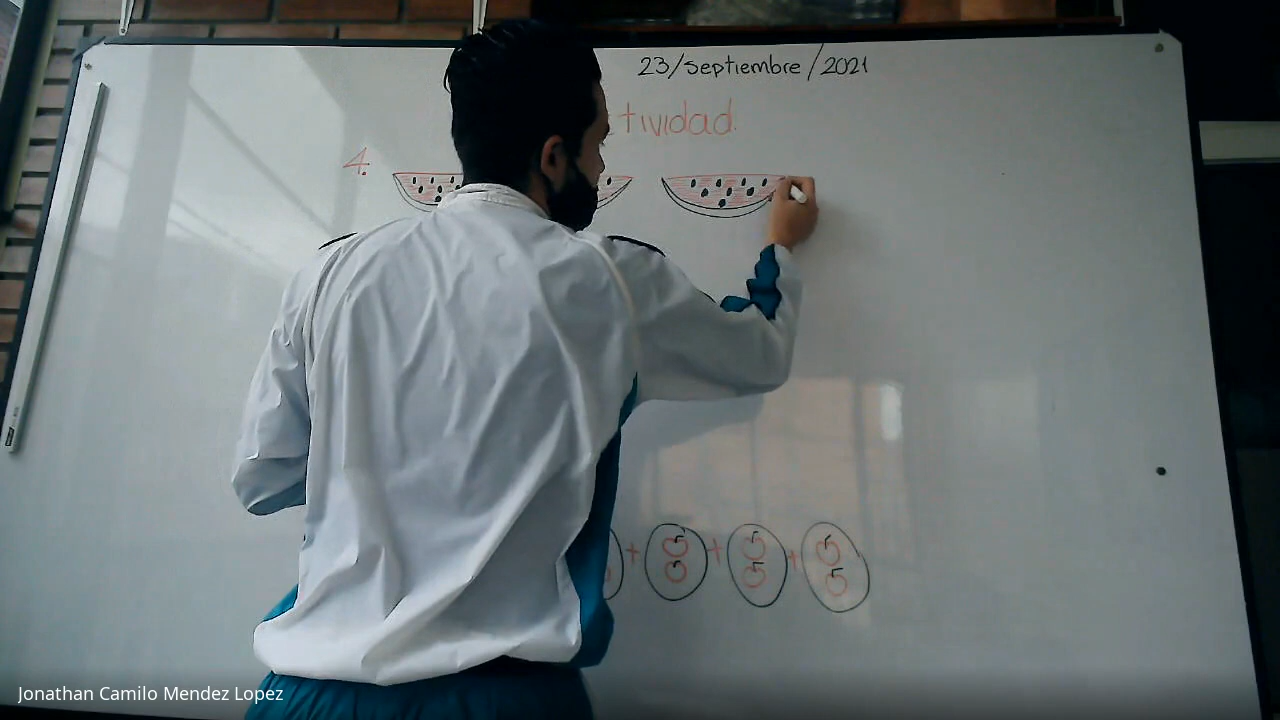 23/septiembre/2021
tividad.
4.
+ + +
Jonathan Camilo Mendez Lopez